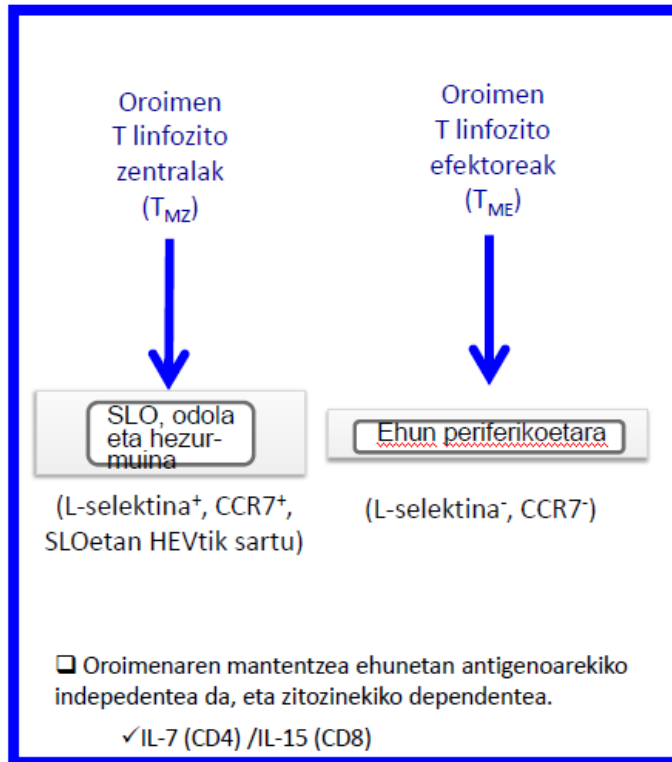 Oroimen
T linfozito
zentralak
(TMZ)
Oroimen
T linfozito
efektoreak
(TME)
SLO, odola
eta hezur-
muina
Ehun periferikoetara
(L-selektina⁺, CCR7⁺,
SLOetan HEVtik sartu)
(L-selektina⁻, CCR7⁻)
❑ Oroimenaren mantentzea ehunetan antigenoarekiko
indepedentea da, eta zitozinekiko dependentea.
✓IL-7 (CD4) /IL-15 (CD8)